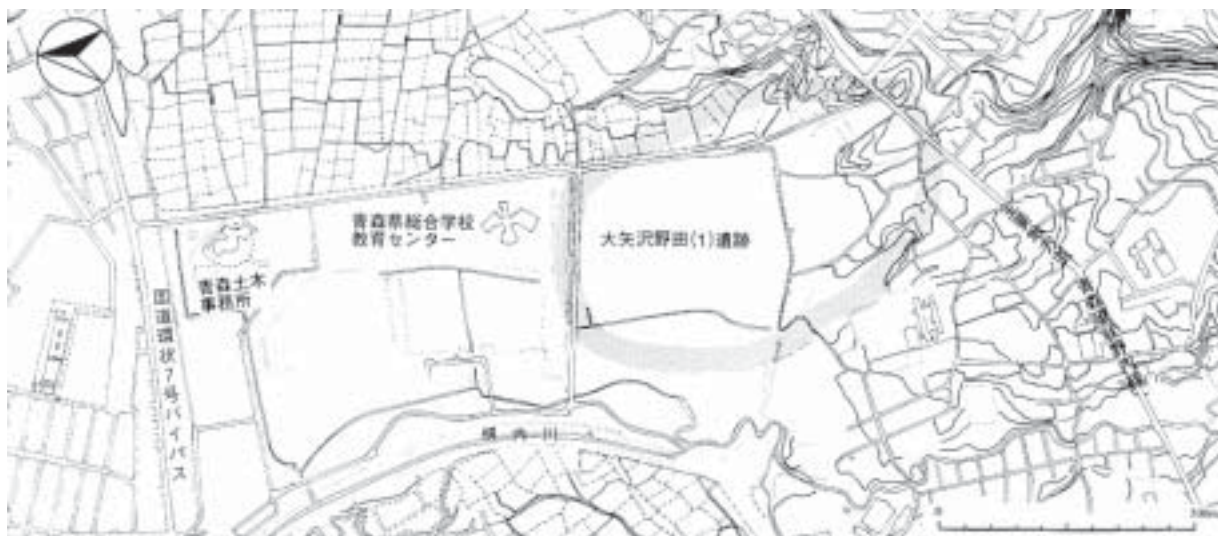 青森県総合学校
教育センター
大矢沢野田(1)遺跡
青森土木
事務所
国道環状7号バイパス
横内川